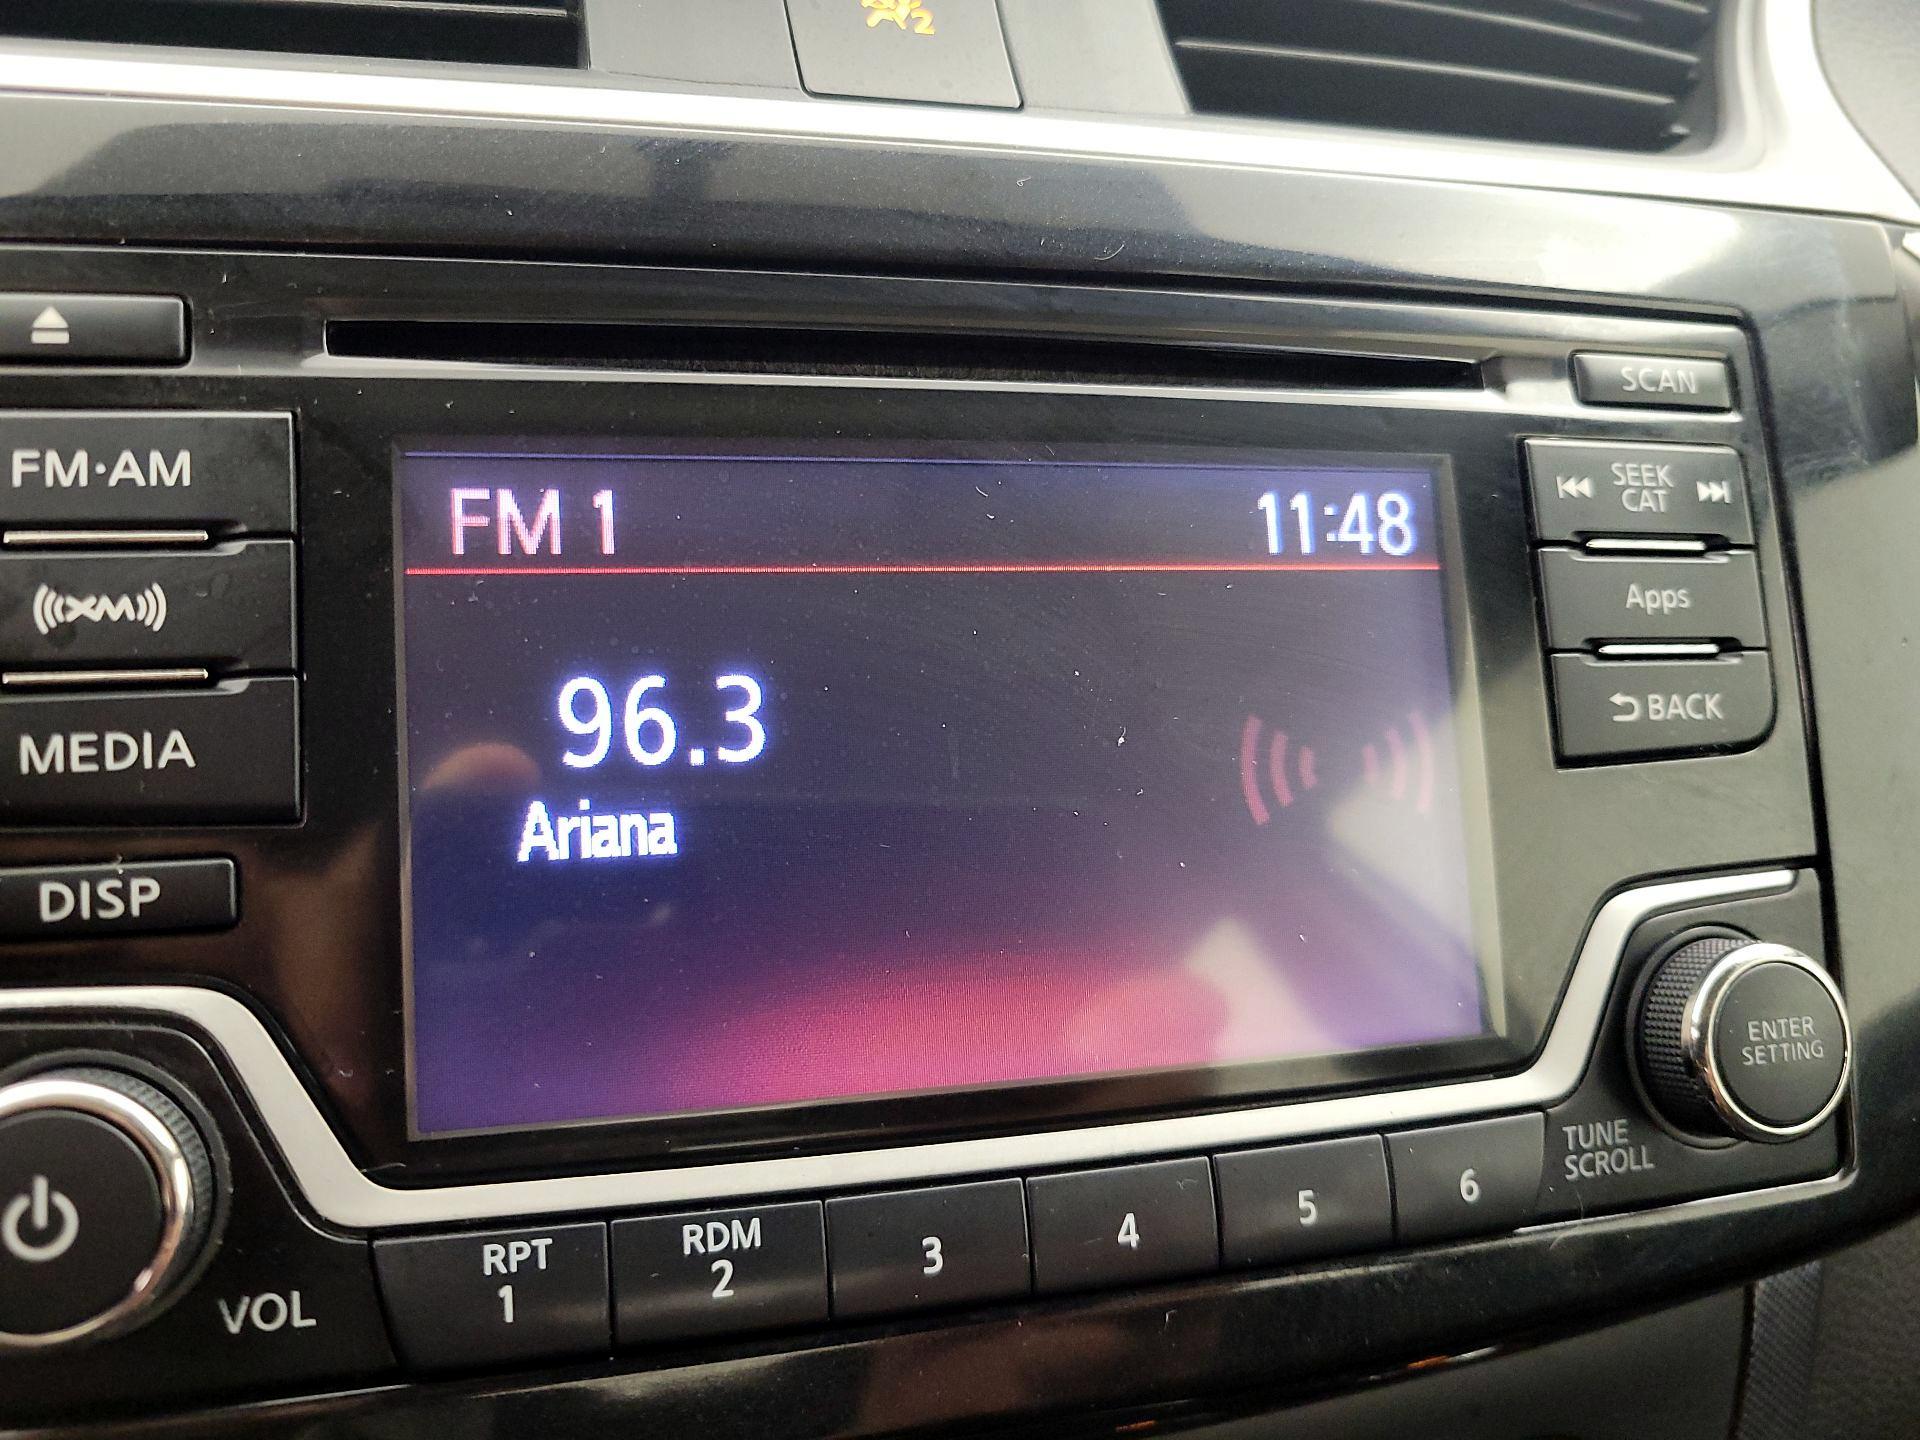 2
SCAN
FM·AM
SEEK
CAT
FM 1
11:48
XM
Apps
96.3
BACK
MEDIA
Ariana
DISP
ENTER
SETTING
TUNE
SCROLL
RPT
1
RDM
2
3
4
5
6
VOL